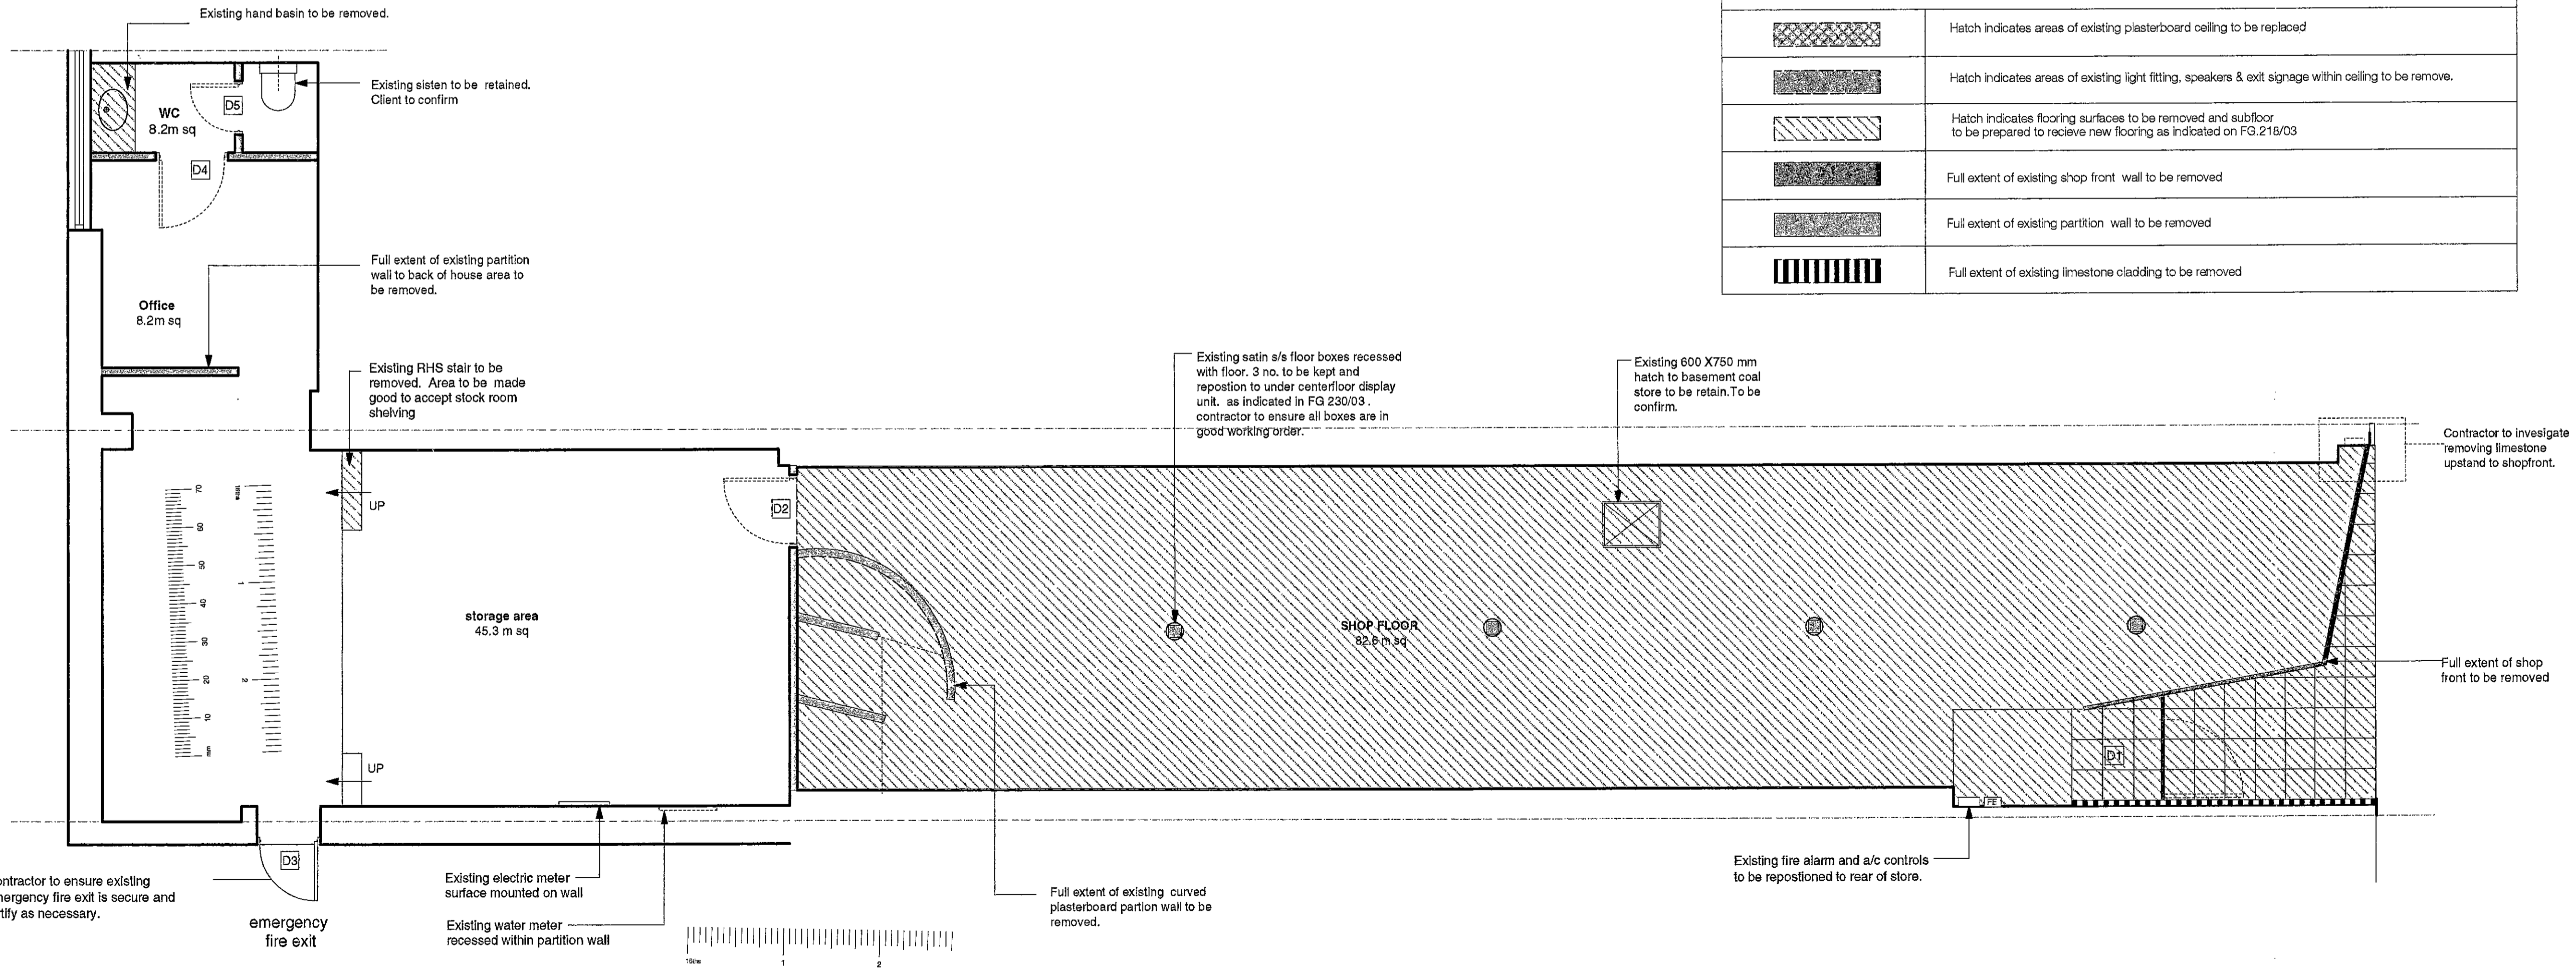 Existing hand basin to be removed.
Existing sisten to be retained.
Client to confirm
WC
8.2m sq
D5
D4
Full extent of existing partition
wall to back of house area to
be removed.
Office
8.2m sq
Existing RHS stair to be
removed. Area to be made
good to accept stock room
shelving
UP
70
60
50
40
30
20
10
mm
1
2
storage area
45.3 m sq
UP
D2
D3
ontractor to ensure existing
mergency fire exit is secure and
rtify as necessary.
emergency
fire exit
Existing electric meter
surface mounted on wall
Existing water meter
recessed within partition wall
1
2
Full extent of existing curved
plasterboard partion wall to be
removed.
Existing satin s/s floor boxes recessed
with floor. 3 no. to be kept and
repostion to under centerfloor display
unit. as indicated in FG 230/03 .
contractor to ensure all boxes are in
good working order.
Existing 600 X750 mm
hatch to basement coal
store to be retain.To be
confirm.
SHOP FLOOR
82.6 m sq
D1
FE
Existing fire alarm and a/c controls
to be repostioned to rear of store.
Contractor to invesigate
removing limestone
upstand to shopfront.
Full extent of shop
front to be removed
Hatch indicates areas of existing plasterboard ceiling to be replaced
Hatch indicates areas of existing light fitting, speakers & exit signage within ceiling to be remove.
Hatch indicates flooring surfaces to be removed and subfloor
to be prepared to recieve new flooring as indicated on FG.218/03
Full extent of existing shop front wall to be removed
Full extent of existing partition wall to be removed
Full extent of existing limestone cladding to be removed